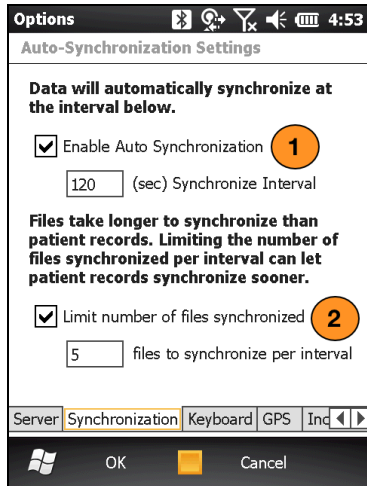 Options 4:53
Auto-Synchronization Settings
Data will automatically synchronize at
the interval below.
Enable Auto Synchronization 1
120 (sec) Synchronize Interval
Files take longer to synchronize than
patient records. Limiting the number of
files synchronized per interval can let
patient records synchronize sooner.
Limit number of files synchronized 2
5 files to synchronize per interval
Server Synchronization Keyboard GPS Inc
OK Cancel